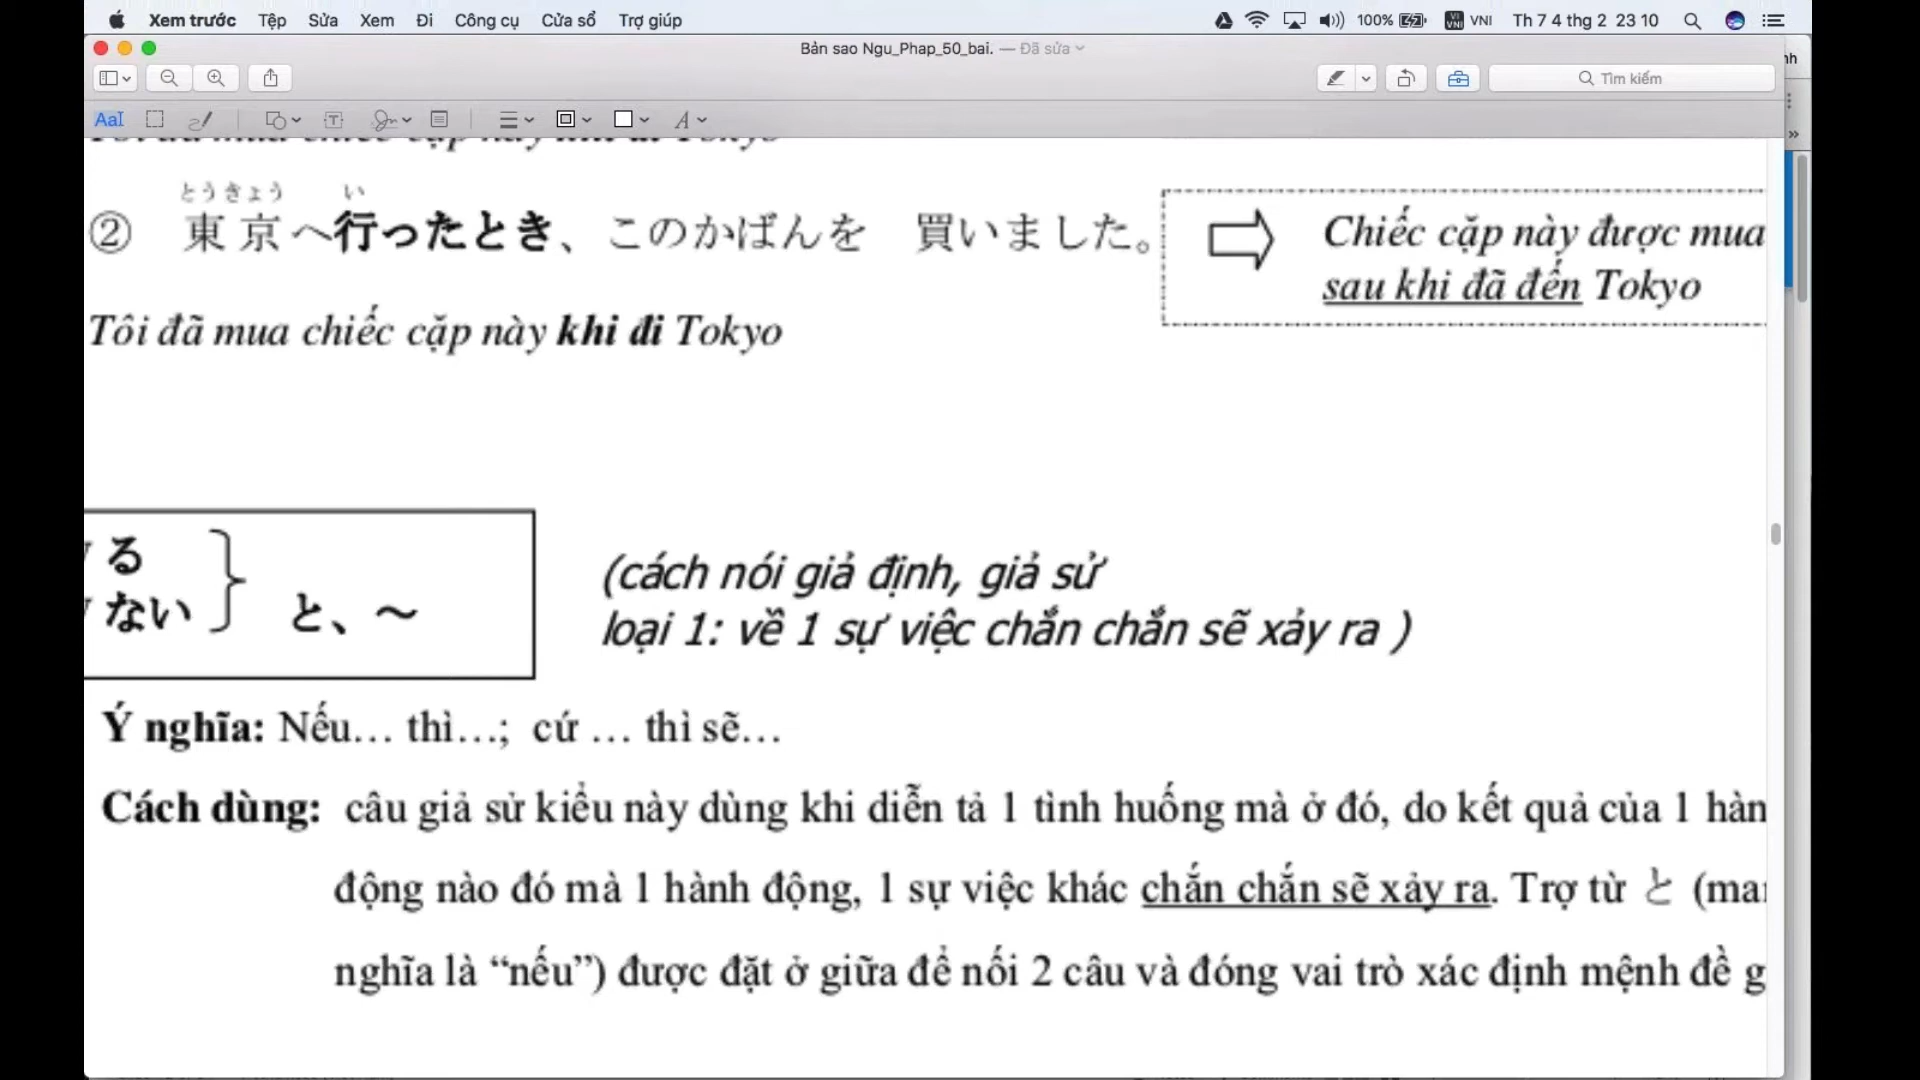 Xem trước Tệp Sửa Xem Đi Công cụ Cửa sổ Trợ giúp 100% VNI Th 7 4 thg 2 23 10
Bản sao Ngu_Phap_50_bai. — Đã sửa
Tìm kiếm
AaI
とうきょう い
② 東京へ行ったとき、このかばんを 買いました。
Chiếc cặp này được mua
sau khi đã đến Tokyo
Tôi đã mua chiếc cặp này khi đi Tokyo
る
ない と、～
(cách nói giả định, giả sử
loại 1: về 1 sự việc chắn chắn sẽ xảy ra )
Ý nghĩa: Nếu… thì…; cứ … thì sẽ…
Cách dùng: câu giả sử kiểu này dùng khi diễn tả 1 tình huống mà ở đó, do kết quả của 1 hàn
động nào đó mà 1 hành động, 1 sự việc khác chắn chắn sẽ xảy ra. Trợ từ と (ma
nghĩa là “nếu”) được đặt ở giữa để nối 2 câu và đóng vai trò xác định mệnh đề g